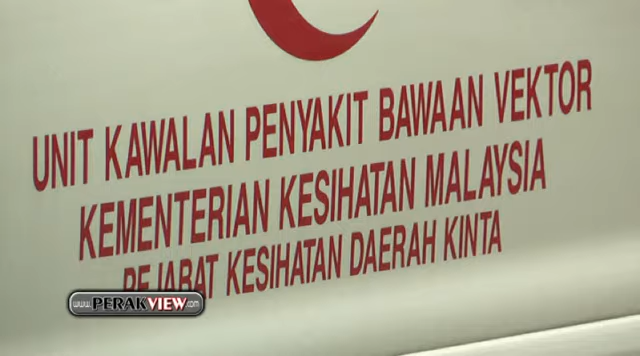 UNIT KAWALAN PENYAKIT BAWAAN VEKTOR
KEMENTERIAN KESIHATAN MALAYSIA
PEJABAT KESIHATAN DAERAH KINTA
www.PERAKVIEW.com